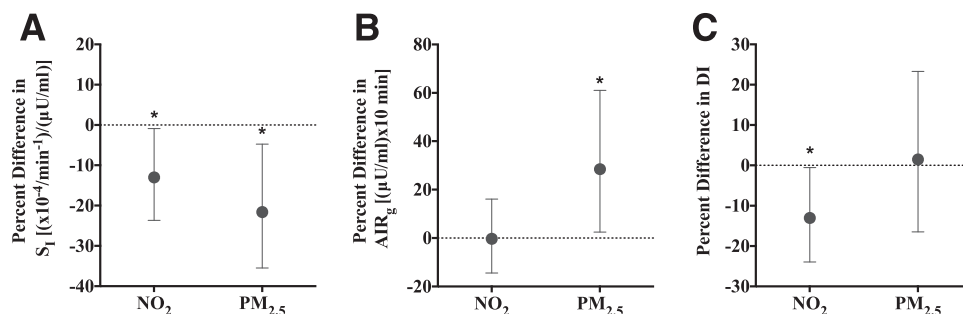 A
Percent Difference in
S_I [(x10⁻⁴/min⁻¹)/(μU/ml)]
20
10
0
-10
-20
-30
-40
*
*
NO₂
PM₂.₅
B
Percent Difference in
AIR_g [(μU/ml)x10 min]
80
60
40
20
0
-20
*
NO₂
PM₂.₅
C
Percent Difference in DI
30
20
10
0
-10
-20
-30
*
NO₂
PM₂.₅